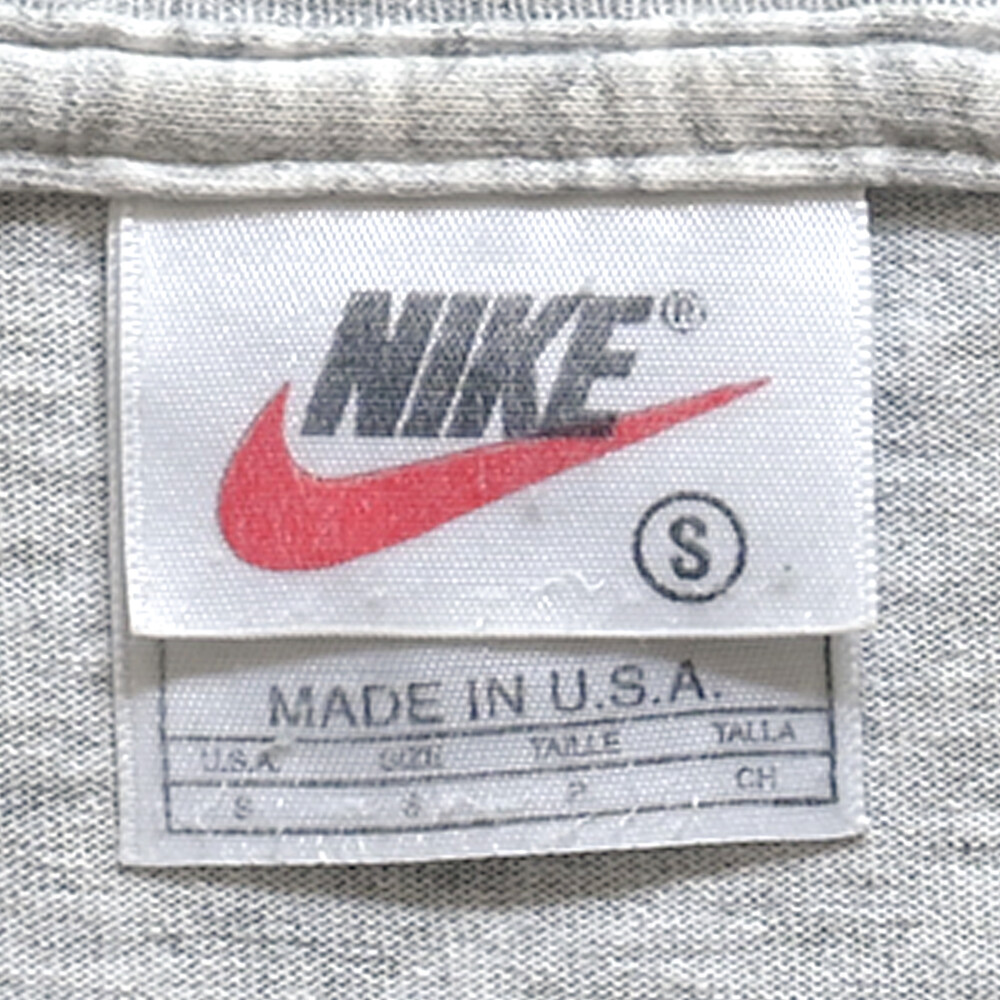 NIKE®
S
MADE IN U.S.A.
U.S.A. SIZE TAILLE TALLA
S S P CH